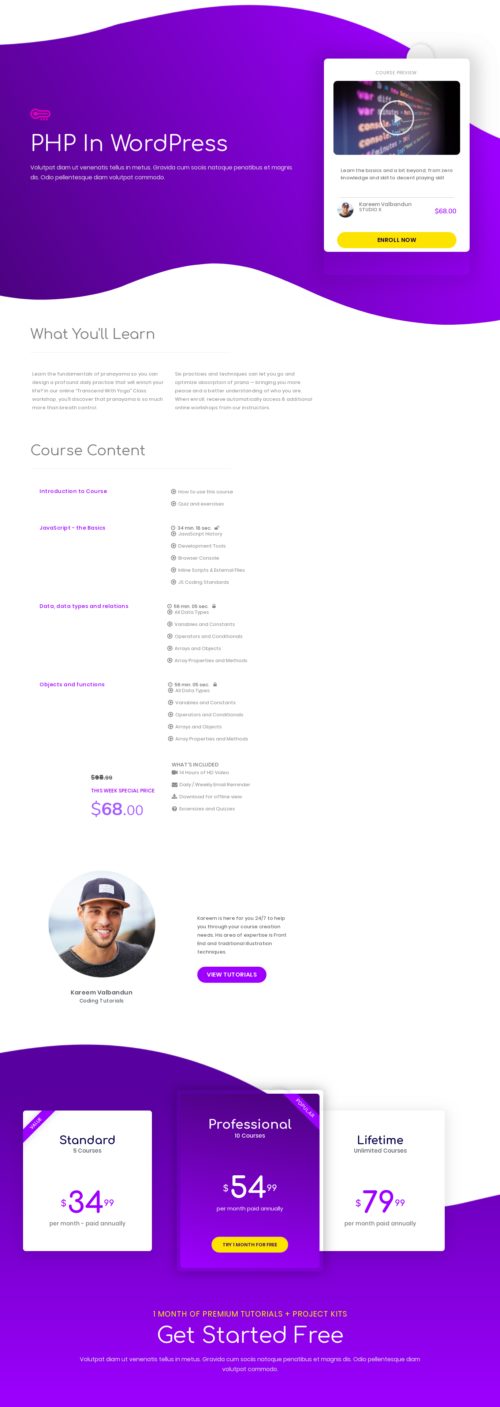 COURSE PREVIEW
PHP In WordPress
Volutpat diam ut venenatis tellus in metus. Gravida cum sociis natoque penatibus et magnis
dis. Odio pellentesque diam volutpat commodo.
Learn the basics and a bit beyond, from zero
knowledge and skill to decent playing skill
Kareem Valbandun
STUDIO X
$68.00
ENROLL NOW
What You'll Learn
Learn the fundamentals of pranayama so you can
design a profound daily practice that will enrich your
life? In our online "Transcend With Yoga" Class
workshop, you'll discover that pranayama is so much
more than breath control.
Six practices and techniques can let you go and
optimize absorption of prana — bringing you more
peace and a better understanding of who you are.
When enroll, receive automatically access 6 additional
online workshops from our instructors.
Course Content
Introduction to Course
How to use this course
Quiz and exercises
JavaScript - the Basics
34 min. 16 sec.
JavaScript History
Development Tools
Browser Console
Inline Scripts & External Files
JS Coding Standards
Data, data types and relations
56 min. 05 sec.
All Data Types
Variables and Constants
Operators and Conditionals
Arrays and Objects
Array Properties and Methods
Objects and functions
56 min. 05 sec.
All Data Types
Variables and Constants
Operators and Conditionals
Arrays and Objects
Array Properties and Methods
THIS WEEK SPECIAL PRICE
$68.00
WHAT'S INCLUDED
14 Hours of HD Video
Daily / Weekly Email Reminder
Download for offline view
Excersizes and Quizzes
Kareem Valbandun
Coding Tutorials
Kareem is here for you 24/7 to help
you through your course creation
needs. His area of expertise is Front
End and traditional illustration
techniques.
VIEW TUTORIALS
VALUE
Standard
5 Courses
$34.99
per month - paid annually
POPULAR
Professional
10 Courses
$54.99
per month paid annually
TRY 1 MONTH FOR FREE
Lifetime
Unlimited Courses
$79.99
per month paid annually
1 MONTH OF PREMIUM TUTORIALS + PROJECT KITS
Get Started Free
Volutpat diam ut venenatis tellus in metus. Gravida cum sociis natoque penatibus et magnis dis. Odio pellentesque diam
volutpat commodo.